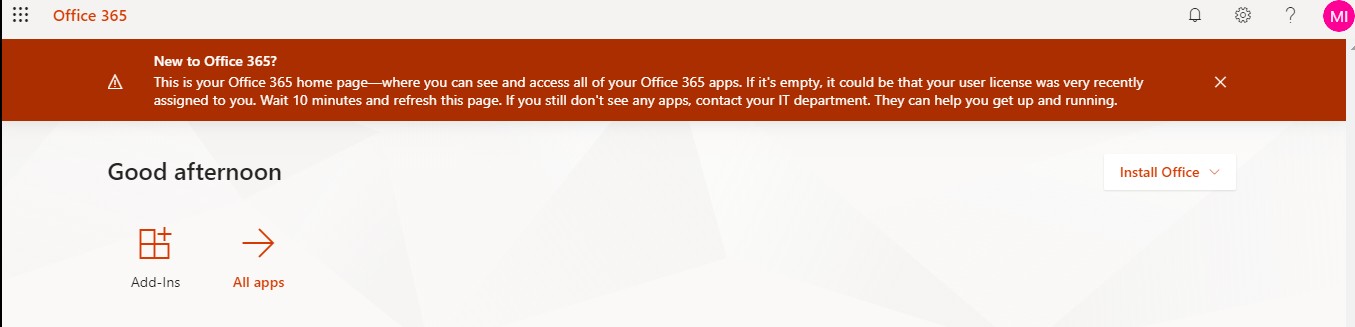 Office 365
?
MI
New to Office 365?
This is your Office 365 home page—where you can see and access all of your Office 365 apps. If it's empty, it could be that your user license was very recently
assigned to you. Wait 10 minutes and refresh this page. If you still don't see any apps, contact your IT department. They can help you get up and running.
Good afternoon
Install Office
Add-Ins
All apps